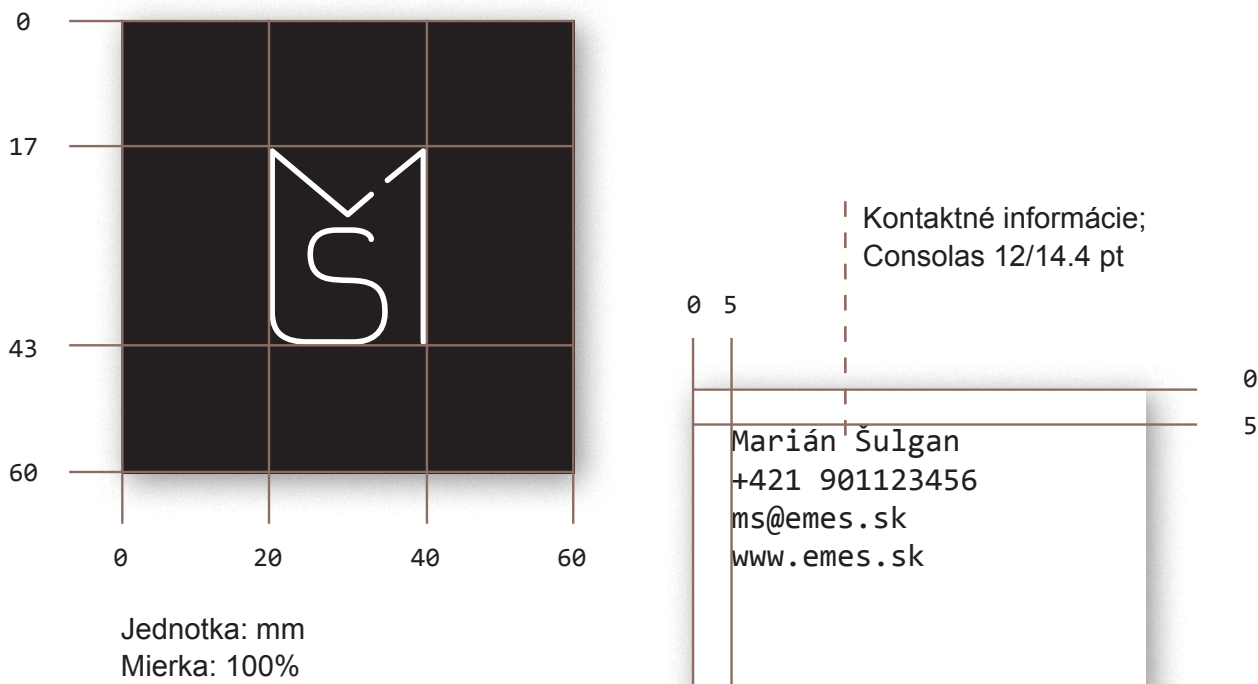 0
17
43
60
0 20 40 60
Jednotka: mm
Mierka: 100%
MŠ
Kontaktné informácie;
Consolas 12/14.4 pt
0 5
0
5
Marián Šulgan
+421 901123456
ms@emes.sk
www.emes.sk